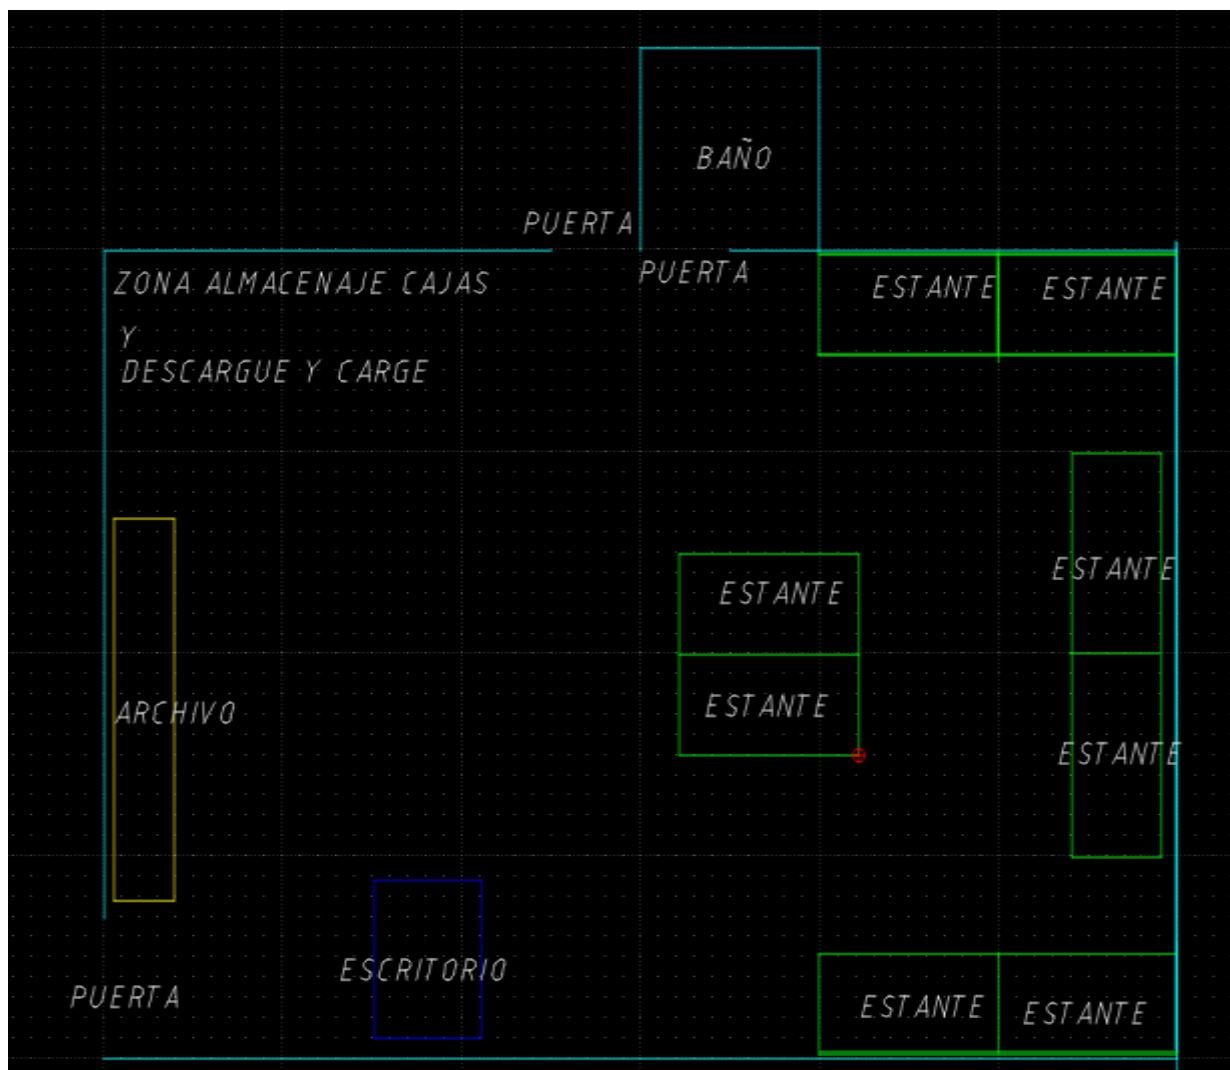 BAÑO
PUERTA
PUERTA
ZONA ALMACENAJE CAJAS
Y
DESCARGUE Y CARGE
ESTANTE
ESTANTE
ESTANTE
ESTANTE
ESTANTE
ARCHIVO
ESTANTE
ESCRITORIO
PUERTA
ESTANTE
ESTANTE